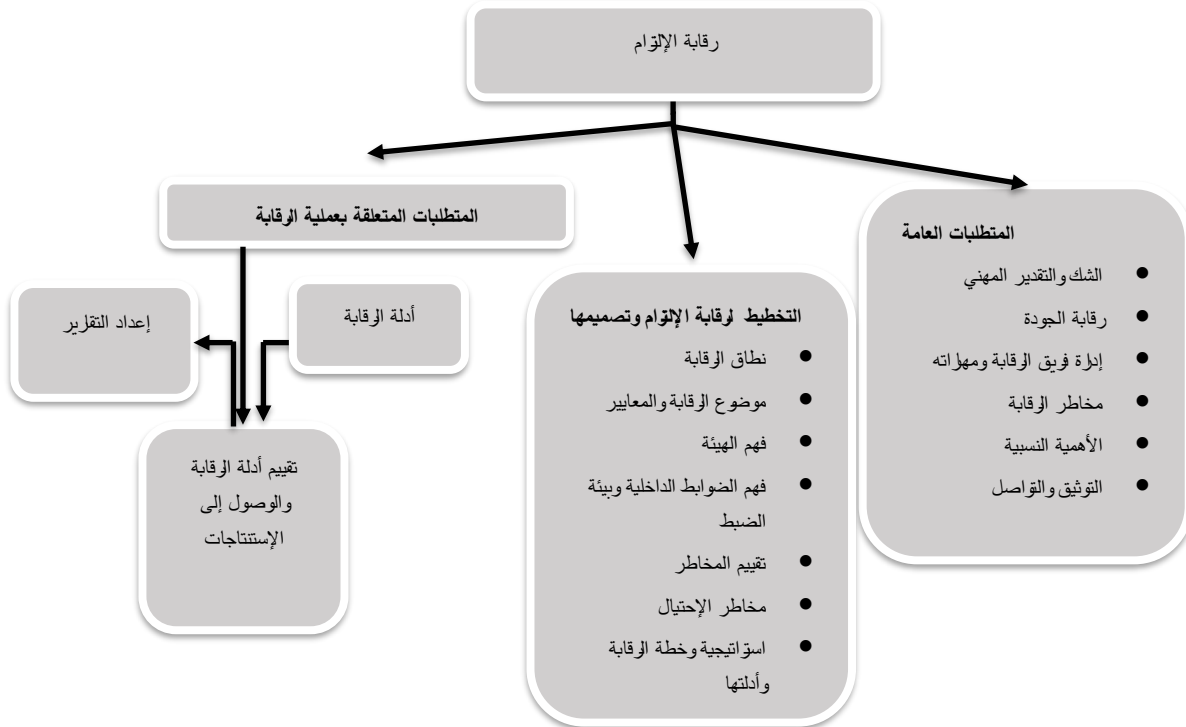 رقابة الإلتزام
المتطلبات العامة
الشك والتقدير المهني
رقابة الجودة
إدارة فريق الرقابة ومهاراته
مخاطر الرقابة
الأهمية النسبية
التوثيق والتواصل
التخطيط لرقابة الإلتزام وتصميمها
نطاق الرقابة
موضوع الرقابة والمعايير
فهم الهيئة
فهم الضوابط الداخلية وبيئة
الضبط
تقييم المخاطر
مخاطر الإحتيال
استراتيجية وخطة الرقابة
وأدلتها
المتطلبات المتعلقة بعملية الرقابة
أدلة الرقابة
إعداد التقارير
تقييم أدلة الرقابة
والوصول إلى
الإستنتاجات